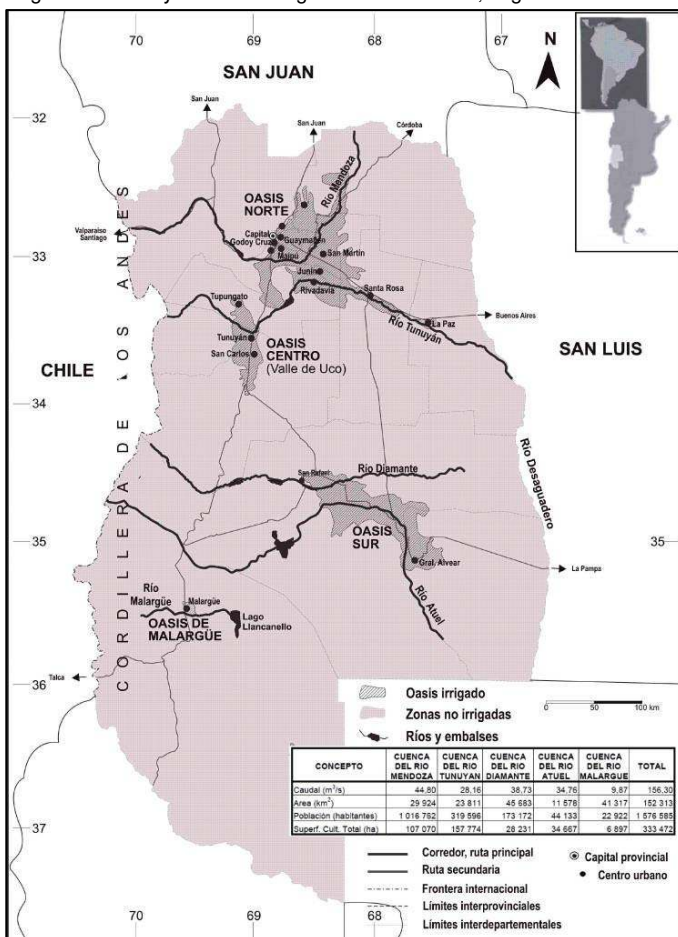 70 69 68 67
SAN JUAN
N
San Juan
San Juan
Córdoba
32
OASIS
NORTE
Río Mendoza
Valparaíso
Santiago
Capital
Godoy Cruz
Guaymallén
Maipú
San Martín
33
Junín
Rivadavia
Santa Rosa
Tupungato
La Paz
Buenos Aires
Río Tunuyán
Tunuyán
San Carlos
OASIS
CENTRO
(Valle de Uco)
CHILE
SAN LUIS
CORDILLERA DE LOS ANDES
34
Río Desaguadero
San Rafael
Río Diamante
OASIS
SUR
35
35
Gral. Alvear
La Pampa
Río Atuel
Río
Malargüe
Malargüe
OASIS DE
MALARGÜE
Lago
Llancanello
Talca
36
Oasis irrigado
Zonas no irrigadas
Ríos y embalses
0 50 100 km
CONCEPTO CUENCA DEL RIO MENDOZA CUENCA DEL RIO TUNUYAN CUENCA DEL RIO DIAMANTE CUENCA DEL RIO ATUEL CUENCA DEL RIO MALARGUE TOTAL
Caudal (m³/s) 44,80 28,16 38,73 34,76 9,87 156,30
Area (km²) 29 924 23 811 45 683 11 578 41 317 152 313
Población (habitantes) 1 016 762 319 596 173 172 44 133 22 922 1 576 585
Superf. Cult. Total (ha) 107 070 157 774 28 231 34 667 6 897 333 472
37
Corredor, ruta principal
Ruta secundaria
Frontera internacional
Límites interprovinciales
Límites interdepartementales
Capital provincial
Centro urbano
70 69 68